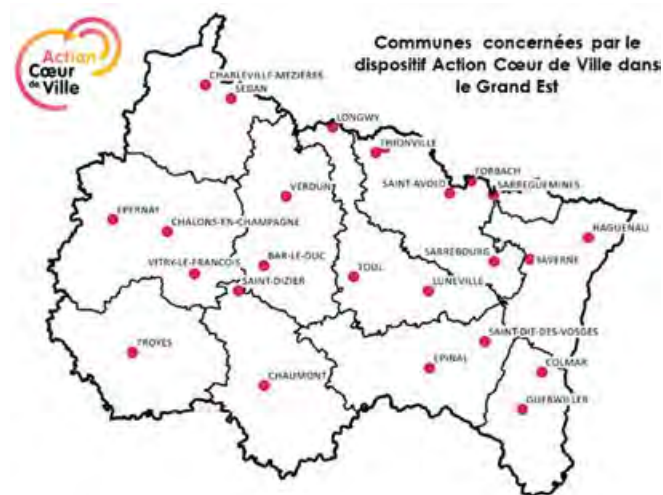 Action
Cœur
de Ville
Communes concernées par le
dispositif Action Cœur de Ville dans
le Grand Est
CHARLEVILLE-MEZIERES
SEDAN
LONGWY
THIONVILLE
FORBACH
SAINT-AVOLD
SARREGUEMINES
VERDUN
EPERNAY
CHALONS-EN-CHAMPAGNE
HAGUENAU
BAR-LE-DUC
SARREBOURG
SAVERNE
VITRY-LE-FRANCOIS
TOUL
SAINT-DIZIER
LUNEVILLE
TROYES
SAINT-DIE-DES-VOSGES
EPINAL
COLMAR
CHAUMONT
GUEBWILLER